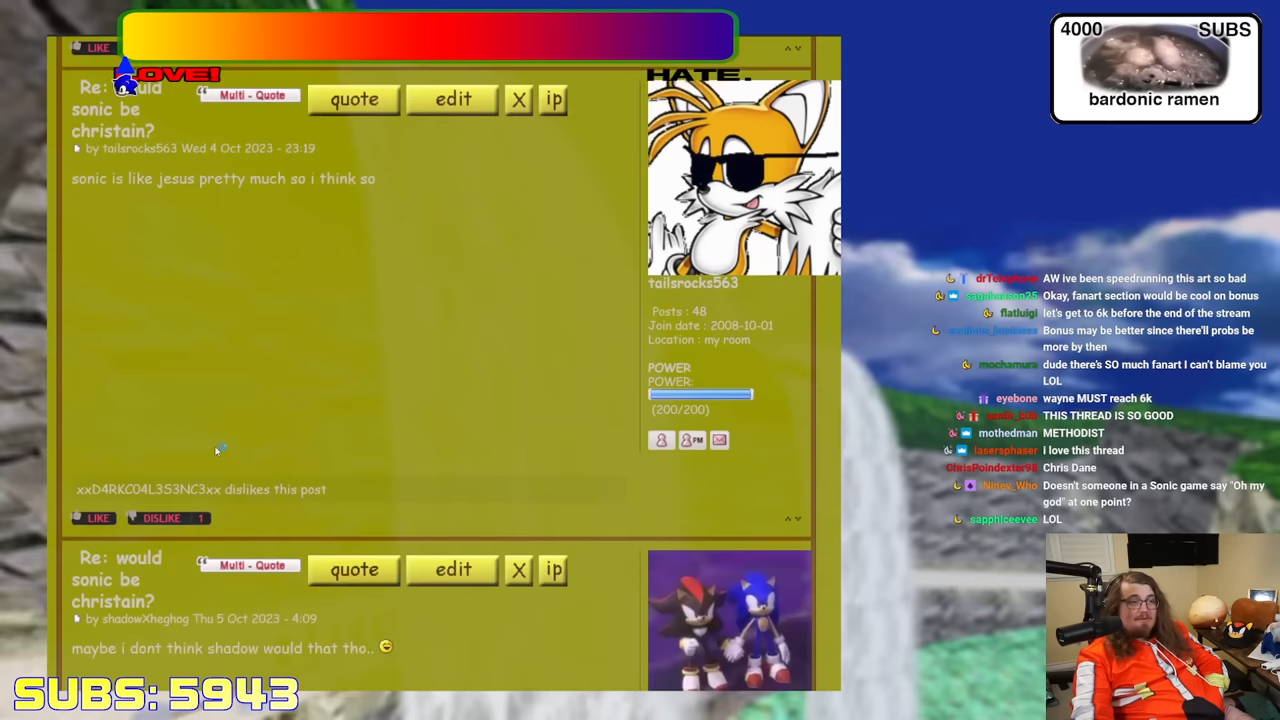 4000 SUBS
bardonic ramen
LIKE
LOVE!
HATE.
Re: would
sonic be
christain?
Multi - Quote
quote
edit
X
ip
by tailsrocks563 Wed 4 Oct 2023 - 23:19
sonic is like jesus pretty much so i think so
tailsrocks563
Posts : 48
Join date : 2008-10-01
Location : my room
POWER
POWER:
(200/200)
PM
xxD4RKC04L3S3NC3xx dislikes this post
LIKE
DISLIKE 1
Re: would
sonic be
christain?
Multi - Quote
quote
edit
X
ip
by shadowXheghog Thu 5 Oct 2023 - 4:09
maybe i dont think shadow would that tho..
SUBS: 5943
AW ive been speedrunning this art so bad
Okay, fanart section would be cool on bonus
flatluigi let's get to 6k before the end of the stream
Bonus may be better since there'll probs be
more by then
mochamura dude there's SO much fanart I can't blame you
LOL
eyebone wayne MUST reach 6k
THIS THREAD IS SO GOOD
mothedman METHODIST
lasersphaser i love this thread
ChrisPoindexter98 Chris Dane
Niney_Who Doesn't someone in a Sonic game say "Oh my
god" at one point?
sapphiceevee LOL